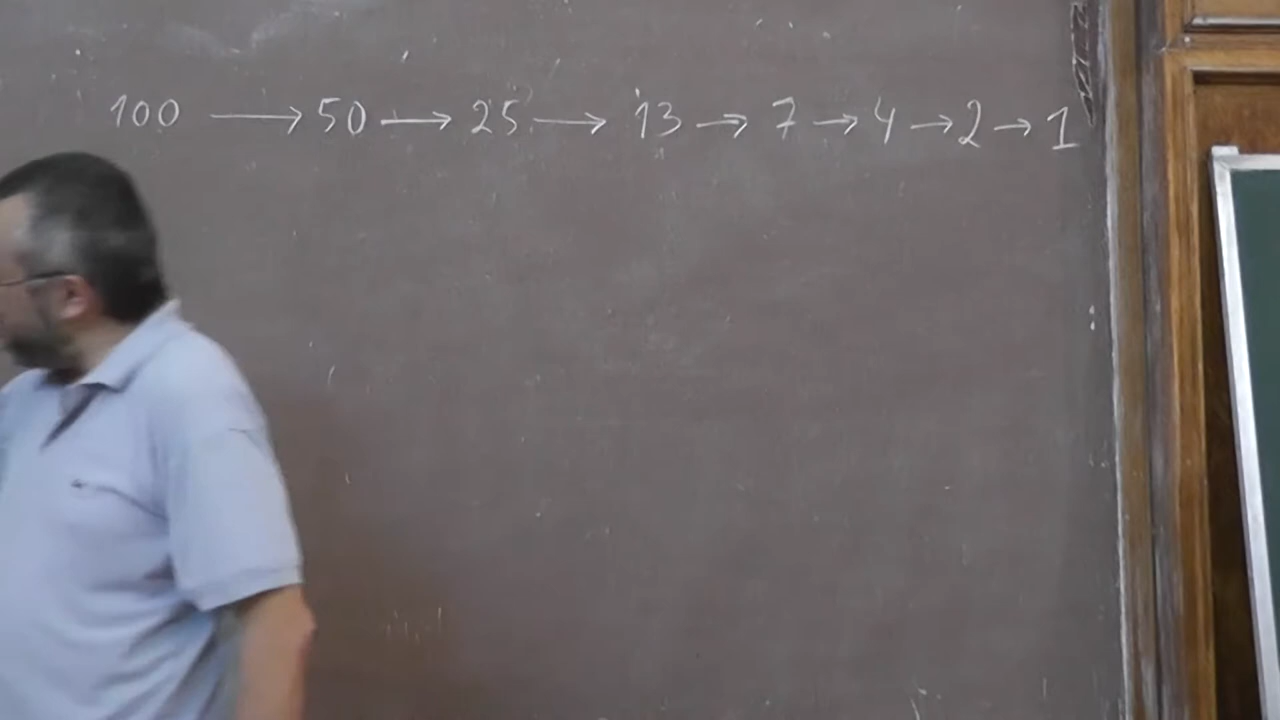 100 → 50 → 25 → 13 → 7 → 4 → 2 → 1